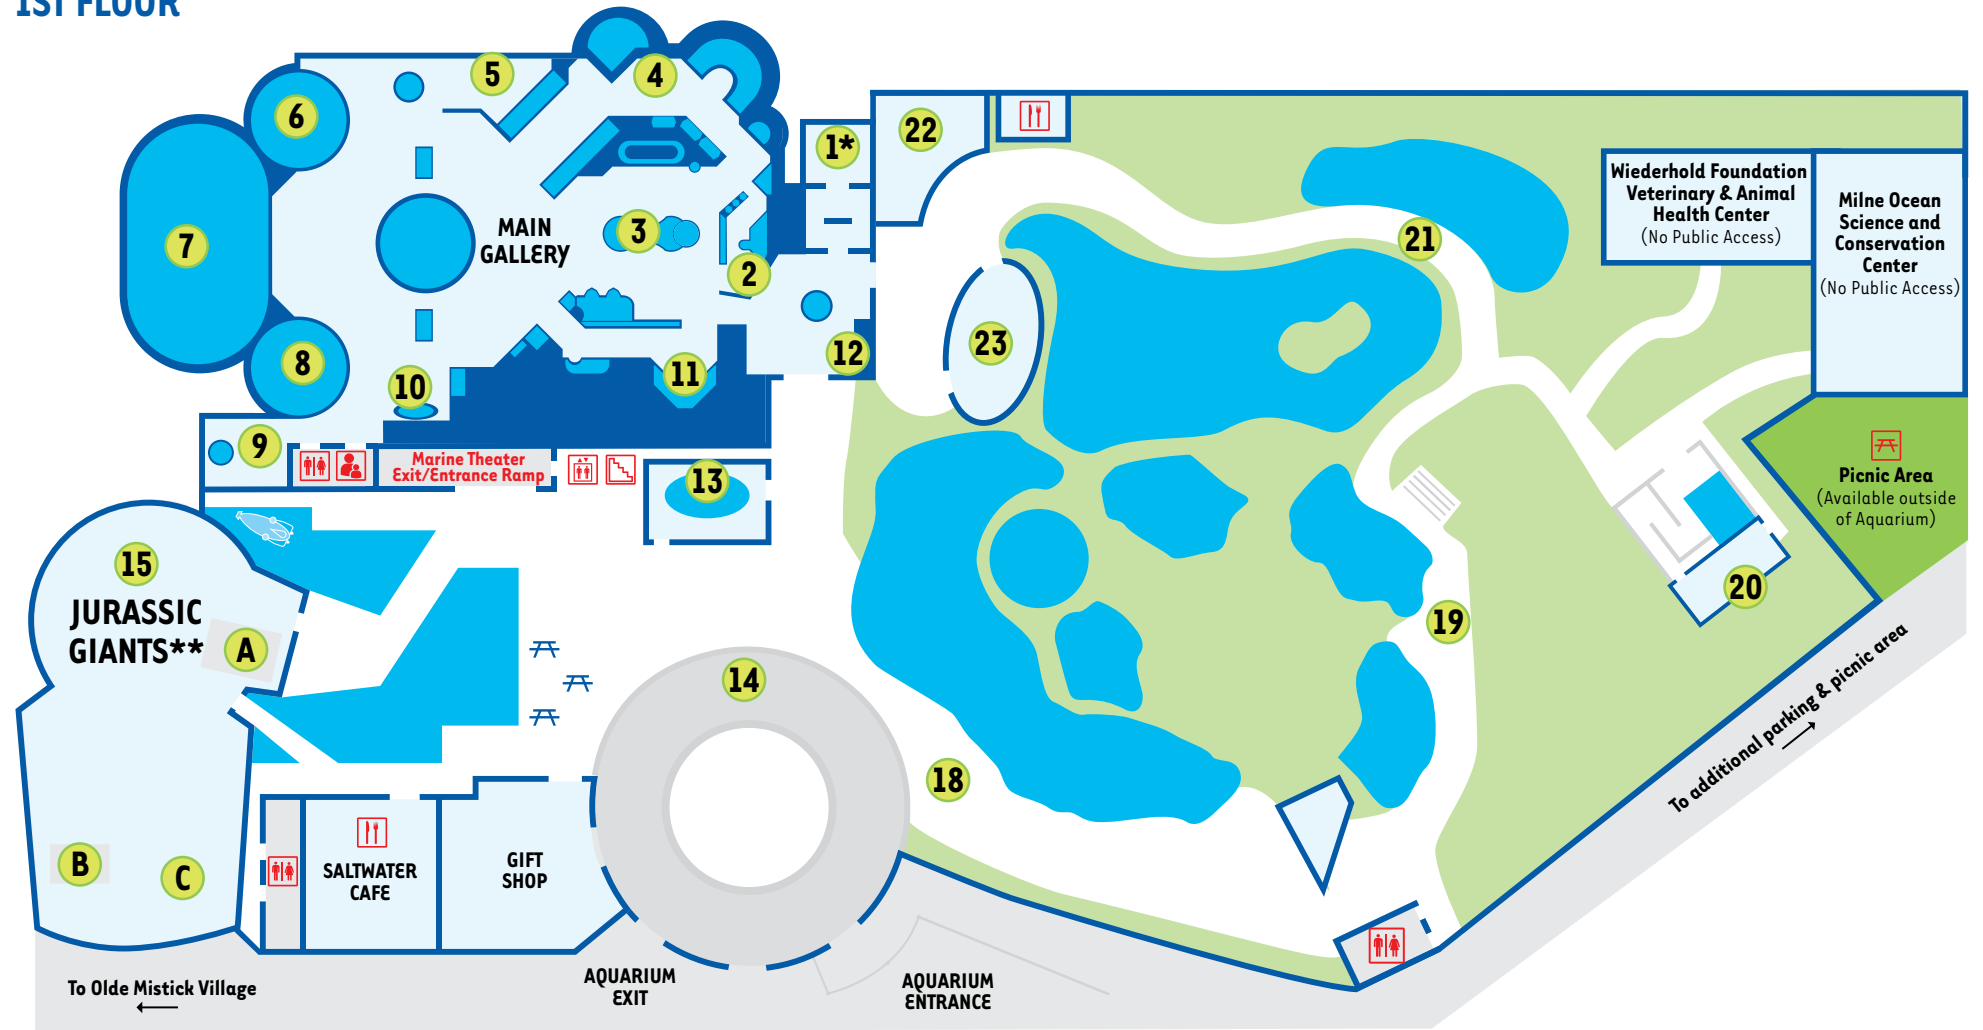 1ST FLOOR
5
4
6
1*
22
7
MAIN
GALLERY
3
2
21
Wiederhold Foundation
Veterinary & Animal
Health Center
(No Public Access)
Milne Ocean
Science and
Conservation
Center
(No Public Access)
8
10
11
12
23
9
Marine Theater
Exit/Entrance Ramp
13
Picnic Area
(Available outside
of Aquarium)
15
JURASSIC
GIANTS**
A
14
19
20
18
To additional parking & picnic area
B
C
SALTWATER
CAFE
GIFT
SHOP
AQUARIUM
EXIT
AQUARIUM
ENTRANCE
To Olde Mistick Village